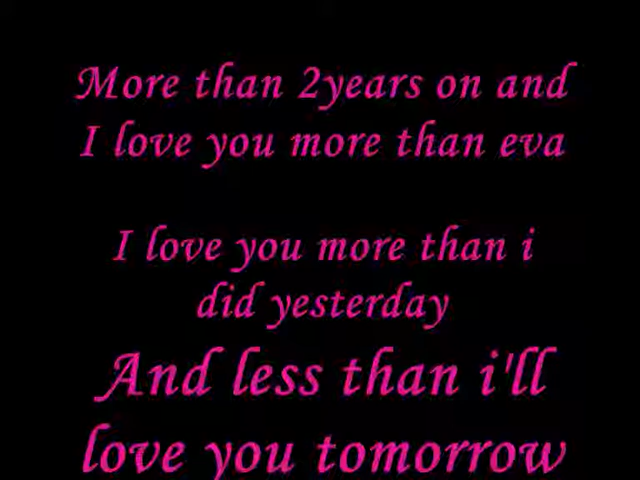 More than 2years on and
I love you more than eva
I love you more than i
did yesterday
And less than i'll
love you tomorrow